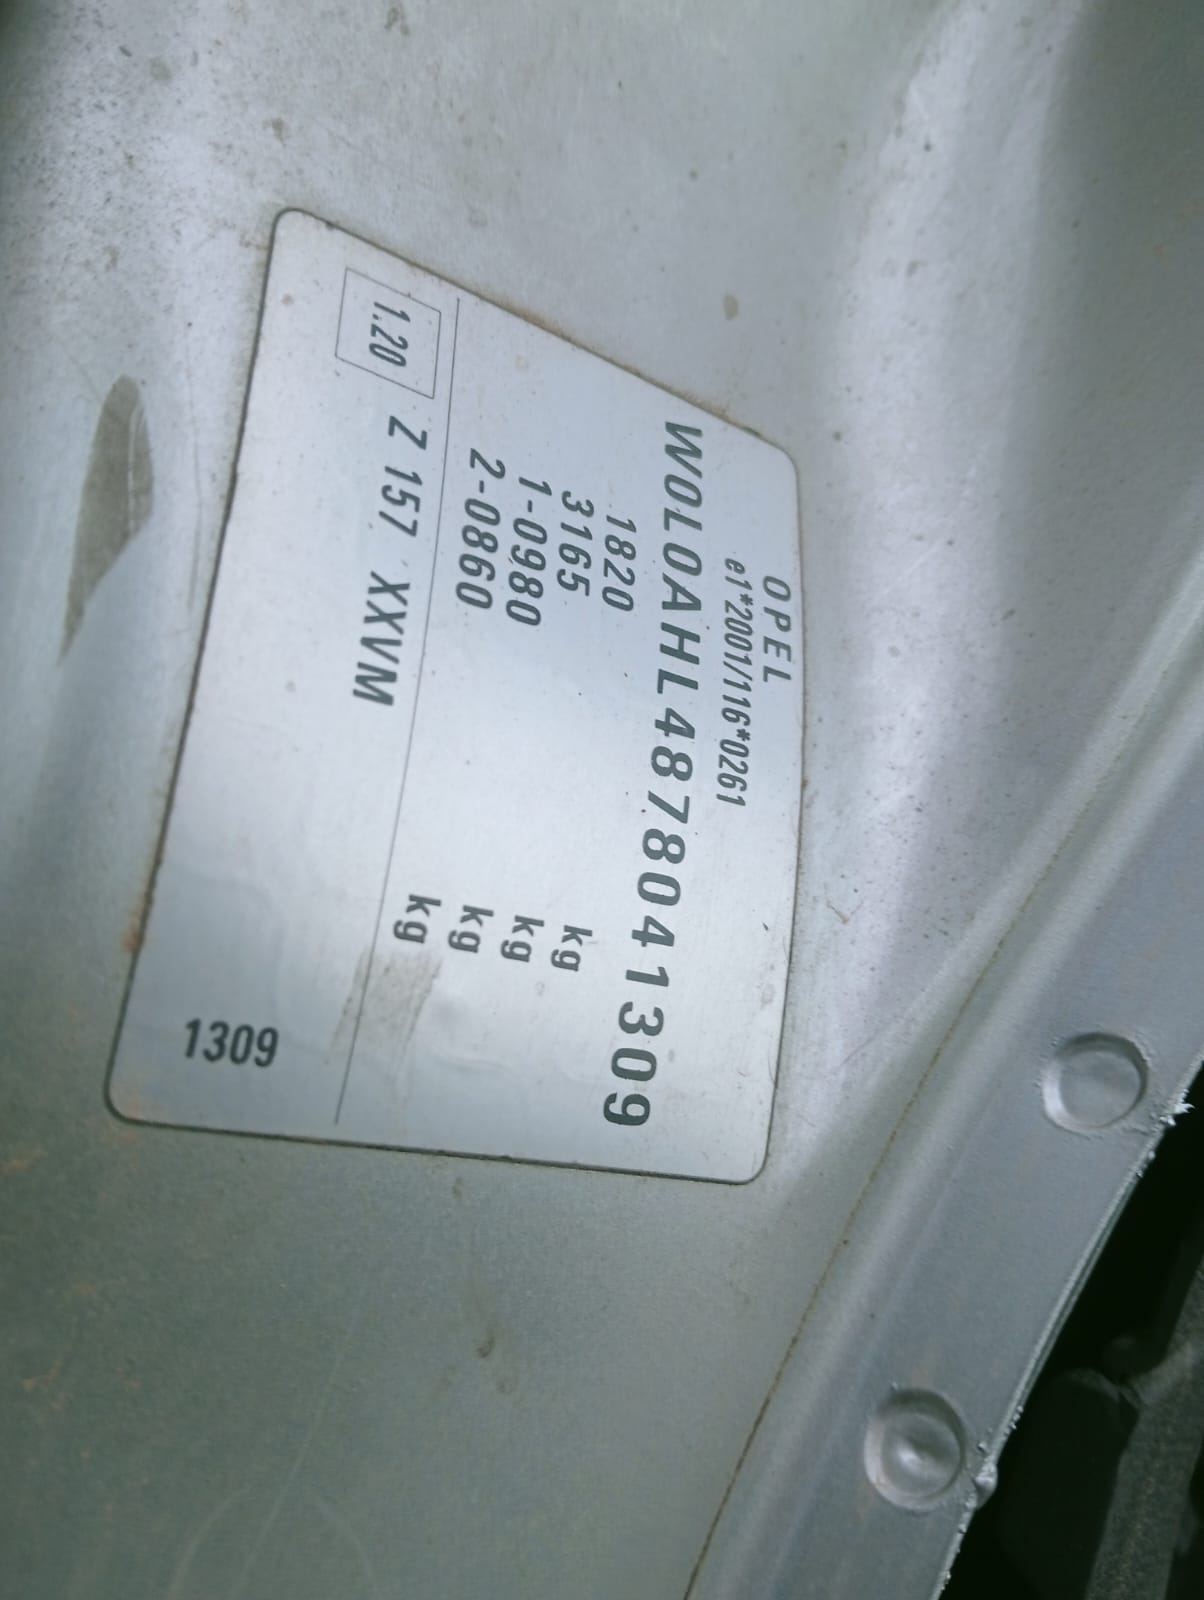 OPEL
e1*2001/116*0261
W0L0AHL4878041309
1820 kg
3165 kg
1-0980 kg
2-0860 kg
1.20 Z 157 XXVM
1309